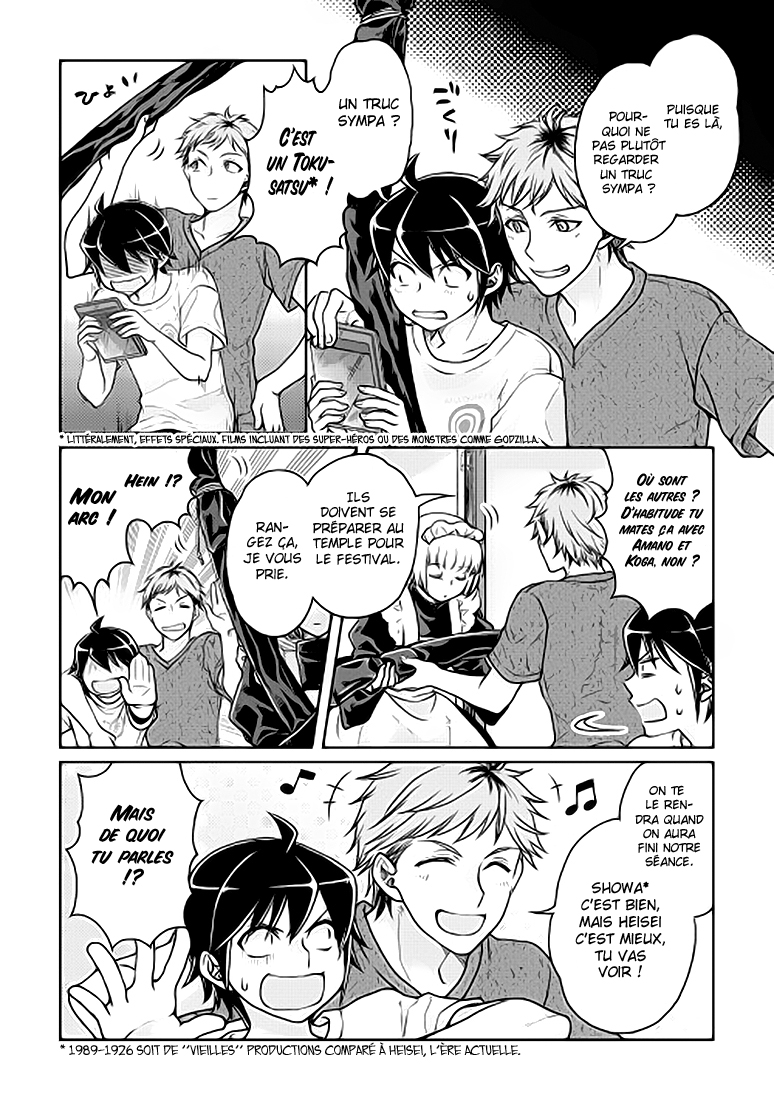 PUISQUE
TU ES LÀ,
POUR-
QUOI NE
PAS PLUTÔT
REGARDER
UN TRUC
SYMPA ?
UN TRUC
SYMPA ?
C'EST
UN TOKU-
SATSU* !
ひょい
* LITTÉRALEMENT, EFFETS SPÉCIAUX. FILMS INCLUANT DES SUPER-HÉROS OU DES MONSTRES COMME GODZILLA.
OÙ SONT
LES AUTRES ?
D'HABITUDE TU
MATES ÇA AVEC
AMANO ET
KOGA, NON ?
ILS
DOIVENT SE
PRÉPARER AU
TEMPLE POUR
LE FESTIVAL.
RAN-
GEZ ÇA,
JE VOUS
PRIE.
HEIN !?
MON
ARC !
ON TE
LE REN-
DRA QUAND
ON AURA
FINI NOTRE
SÉANCE.
SHOWA*
C'EST BIEN,
MAIS HEISEI
C'EST MIEUX,
TU VAS
VOIR !
MAIS
DE QUOI
TU PARLES
!?
* 1989-1926 SOIT DE ''VIEILLES'' PRODUCTIONS COMPARÉ À HEISEI, L'ÈRE ACTUELLE.